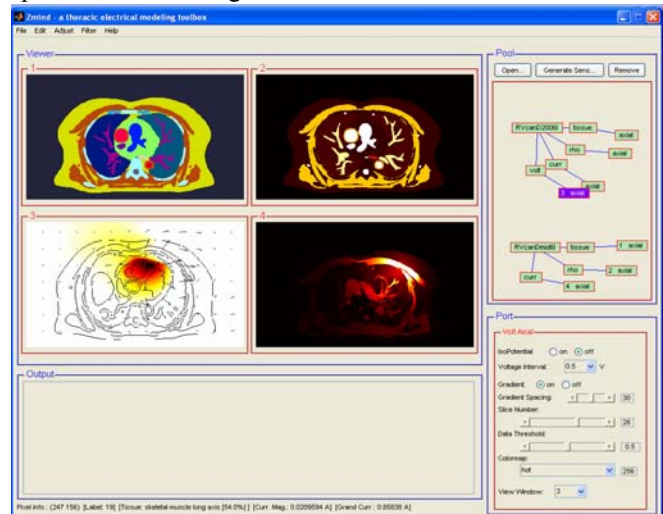 Zmind - a thoracic electrical modeling toolbox
File Edit Adjust Filter Help
Viewer
1
2
3
4
Output
Pool
Open...
Generate Sens...
Remove
RVcanD2006l tissue axial
rho axial
curr axial
volt 3 axial
RVcanDmid8l tissue 1 axial
rho 2 axial
curr 4 axial
Port
Volt Axial
IsoPotential: on off
Voltage Interval: 0.5 V
Gradient: on off
Gradient Spacing: 30
Slice Number:
26
Data Threshold:
0.5
Colormap:
hot 256
View Window: 3
Pixel info : (247 156) [Label: 19] [Tissue: skeletal muscle long axis [54.0%] ] [Curr. Mag.: 0.0209594 A] [Grand Curr : 0.85838 A]